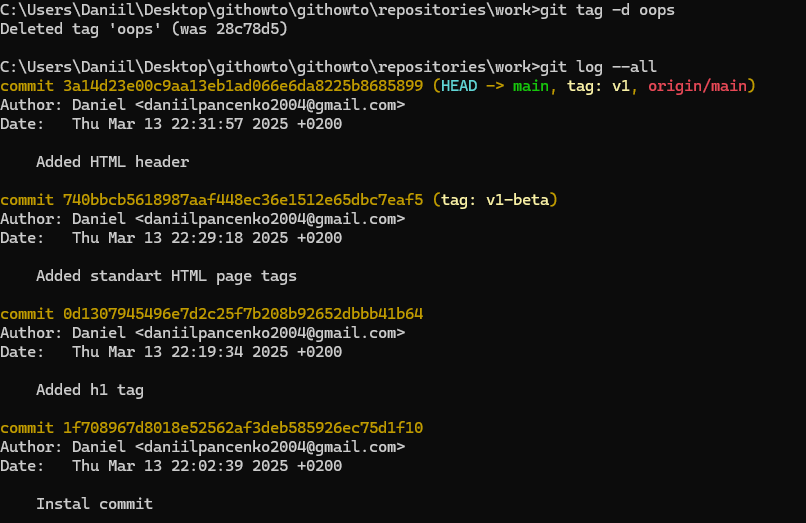 C:\Users\Daniil\Desktop\githowto\githowto\repositories\work>git tag -d oops
Deleted tag 'oops' (was 28c78d5)
C:\Users\Daniil\Desktop\githowto\githowto\repositories\work>git log --all
commit 3a14d23e00c9aa13eb1ad066e6da8225b8685899 (HEAD -> main, tag: v1, origin/main)
Author: Daniel <daniilpancenko2004@gmail.com>
Date:   Thu Mar 13 22:31:57 2025 +0200
    Added HTML header
commit 740bbcb5618987aaf448ec36e1512e65dbc7eaf5 (tag: v1-beta)
Author: Daniel <daniilpancenko2004@gmail.com>
Date:   Thu Mar 13 22:29:18 2025 +0200
    Added standart HTML page tags
commit 0d1307945496e7d2c25f7b208b92652dbbb41b64
Author: Daniel <daniilpancenko2004@gmail.com>
Date:   Thu Mar 13 22:19:34 2025 +0200
    Added h1 tag
commit 1f708967d8018e52562af3deb585926ec75d1f10
Author: Daniel <daniilpancenko2004@gmail.com>
Date:   Thu Mar 13 22:02:39 2025 +0200
    Instal commit